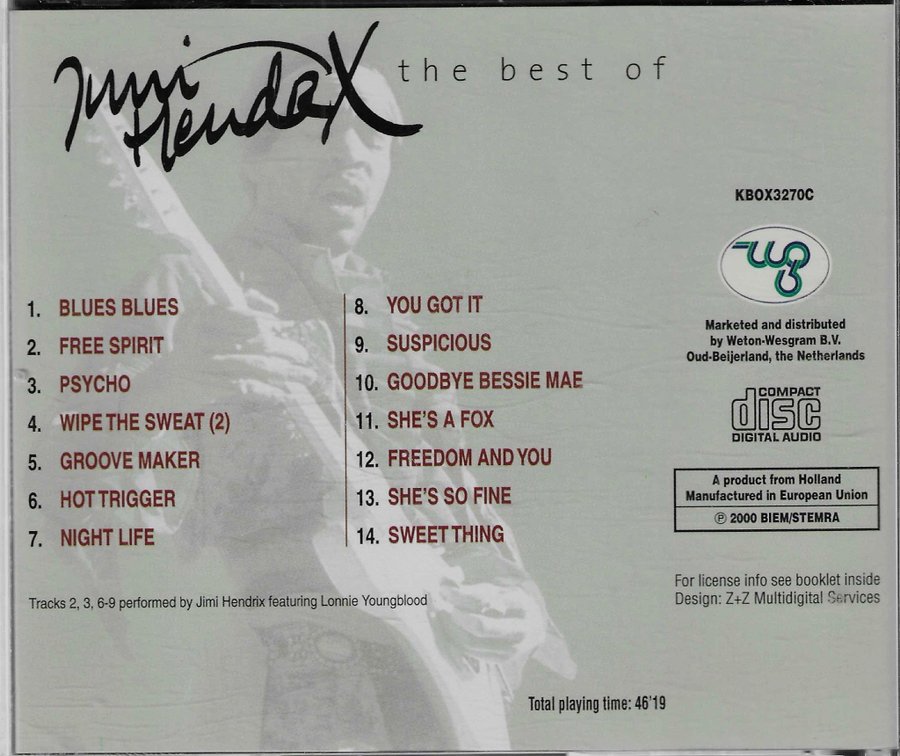 Jimi
Hendrix
the best of
KBOX3270C
1. BLUES BLUES
2. FREE SPIRIT
3. PSYCHO
4. WIPE THE SWEAT (2)
5. GROOVE MAKER
6. HOT TRIGGER
7. NIGHT LIFE
8. YOU GOT IT
9. SUSPICIOUS
10. GOODBYE BESSIE MAE
11. SHE'S A FOX
12. FREEDOM AND YOU
13. SHE'S SO FINE
14. SWEET THING
Tracks 2, 3, 6-9 performed by Jimi Hendrix featuring Lonnie Youngblood
Total playing time: 46'19
Marketed and distributed
by Weton-Wesgram B.V.
Oud-Beijerland, the Netherlands
COMPACT
disc
DIGITAL AUDIO
A product from Holland
Manufactured in European Union
℗ 2000 BIEM/STEMRA
For license info see booklet inside
Design: Z+Z Multidigital Services